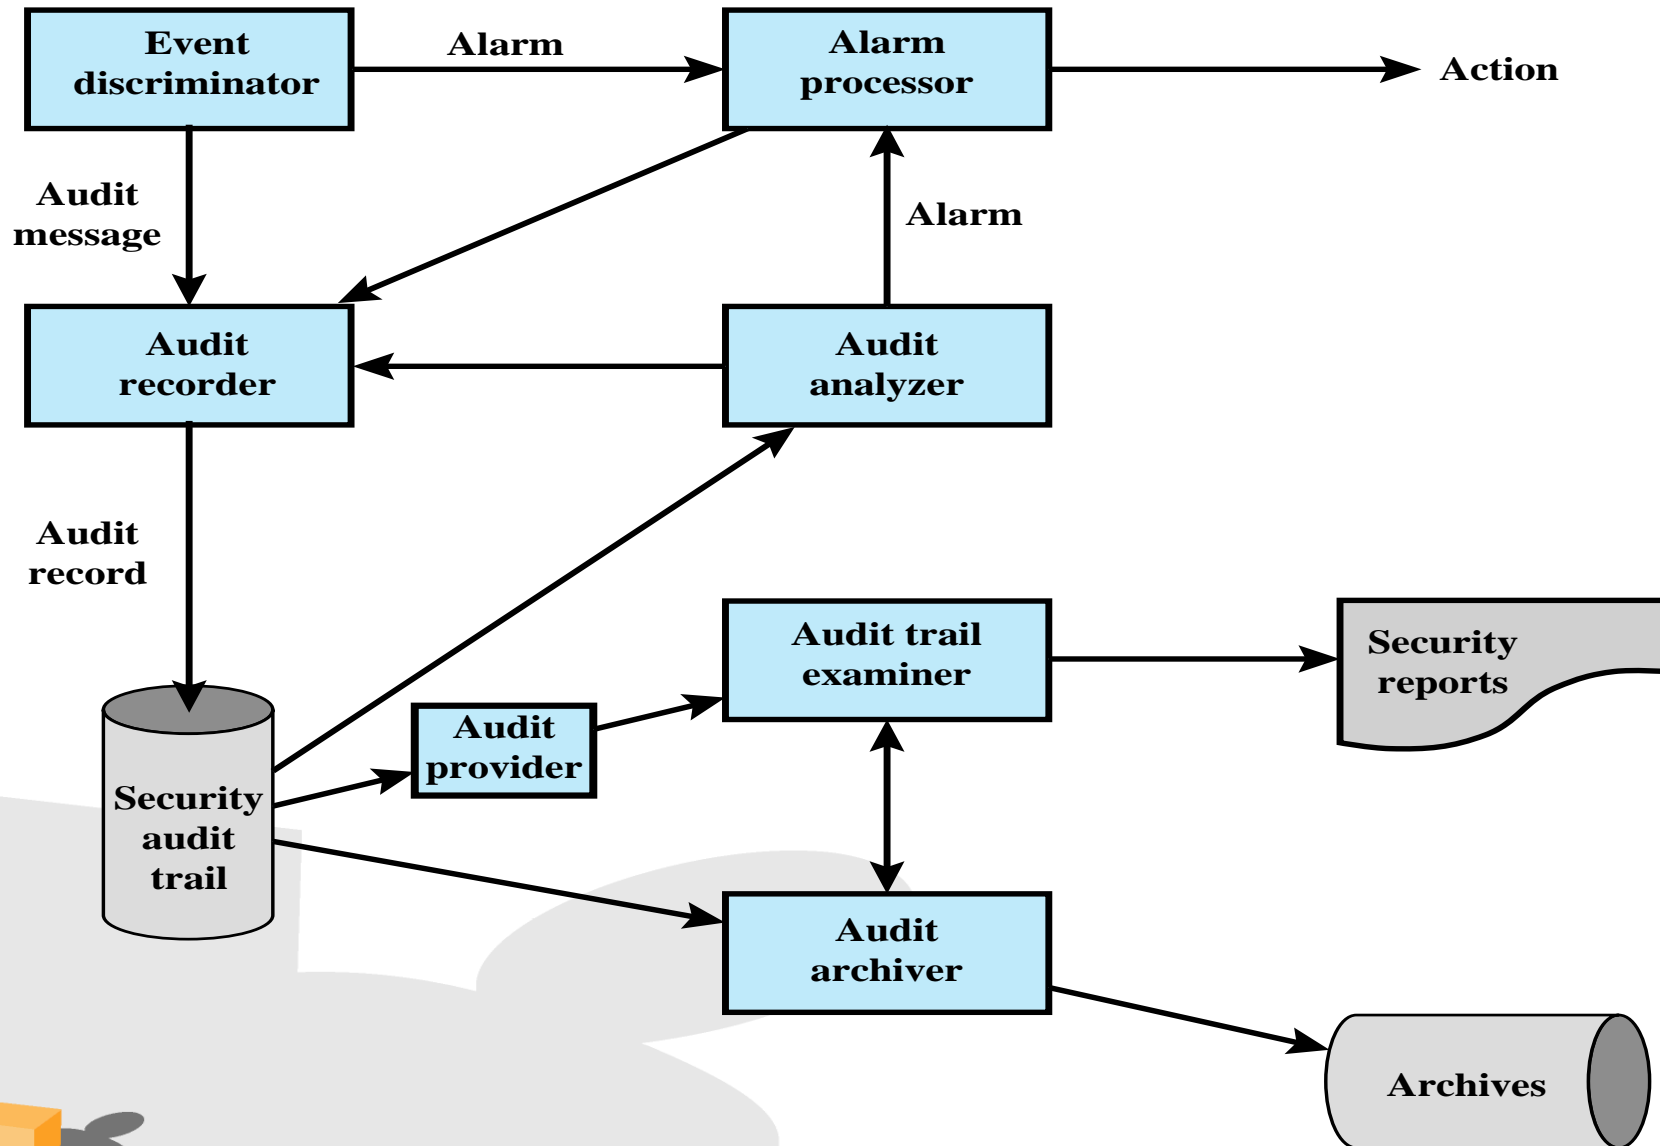 Event
discriminator
Alarm
Alarm
processor
Action
Audit
message
Alarm
Audit
recorder
Audit
analyzer
Audit
record
Audit trail
examiner
Security
reports
Audit
provider
Security
audit
trail
Audit
archiver
Archives